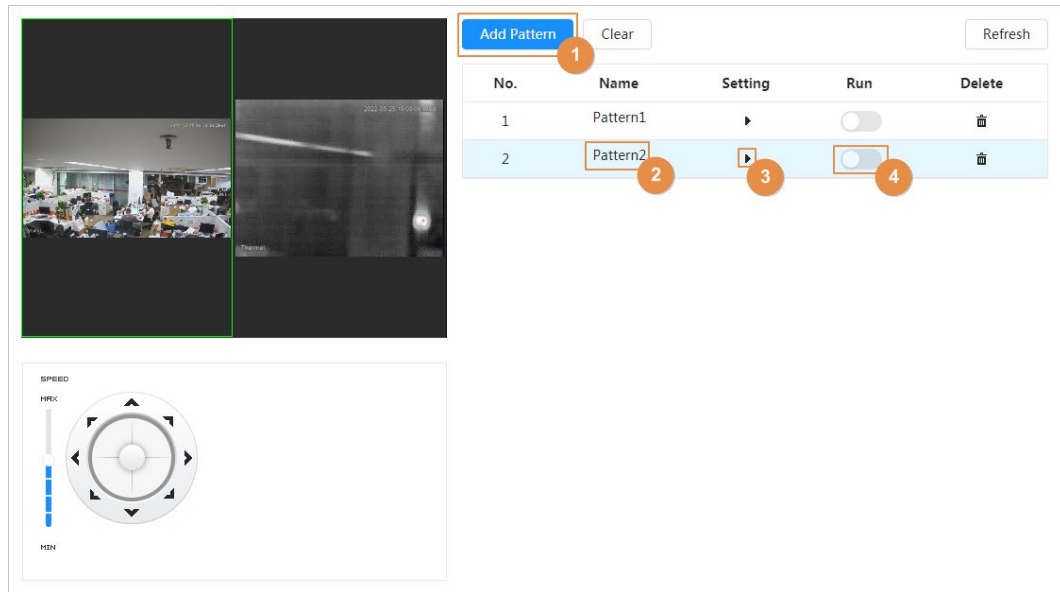 Add Pattern
Clear
Refresh
1
No.
Name
Setting
Run
Delete
1
Pattern1
2
Pattern2
2
3
4
Thermal
SPEED
MAX
MIN